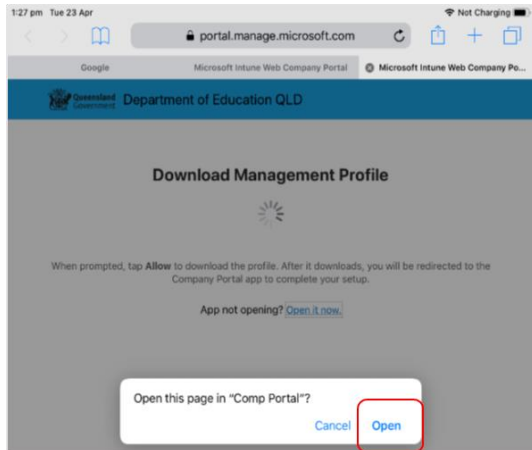 1:27 pm Tue 23 Apr Not Charging
portal.manage.microsoft.com
Google Microsoft Intune Web Company Portal Microsoft Intune Web Company Po...
Queensland Government Department of Education QLD
Download Management Profile
When prompted, tap Allow to download the profile. After it downloads, you will be redirected to the
Company Portal app to complete your setup.
App not opening? Open it now.
Open this page in "Comp Portal"?
Cancel Open